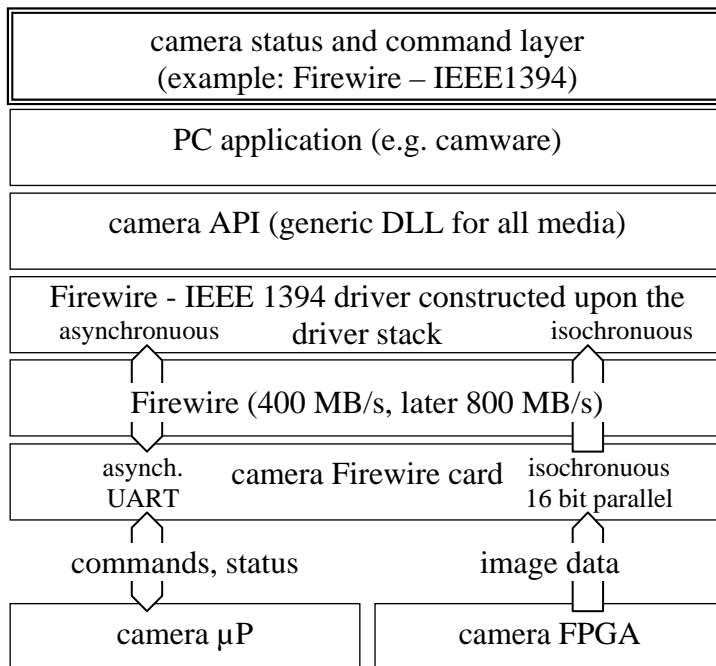 camera status and command layer
(example: Firewire – IEEE1394)
PC application (e.g. camware)
camera API (generic DLL for all media)
Firewire - IEEE 1394 driver constructed upon the
asynchronuous driver stack isochronuous
Firewire (400 MB/s, later 800 MB/s)
asynch. camera Firewire card isochronuous
UART 16 bit parallel
commands, status image data
camera µP camera FPGA